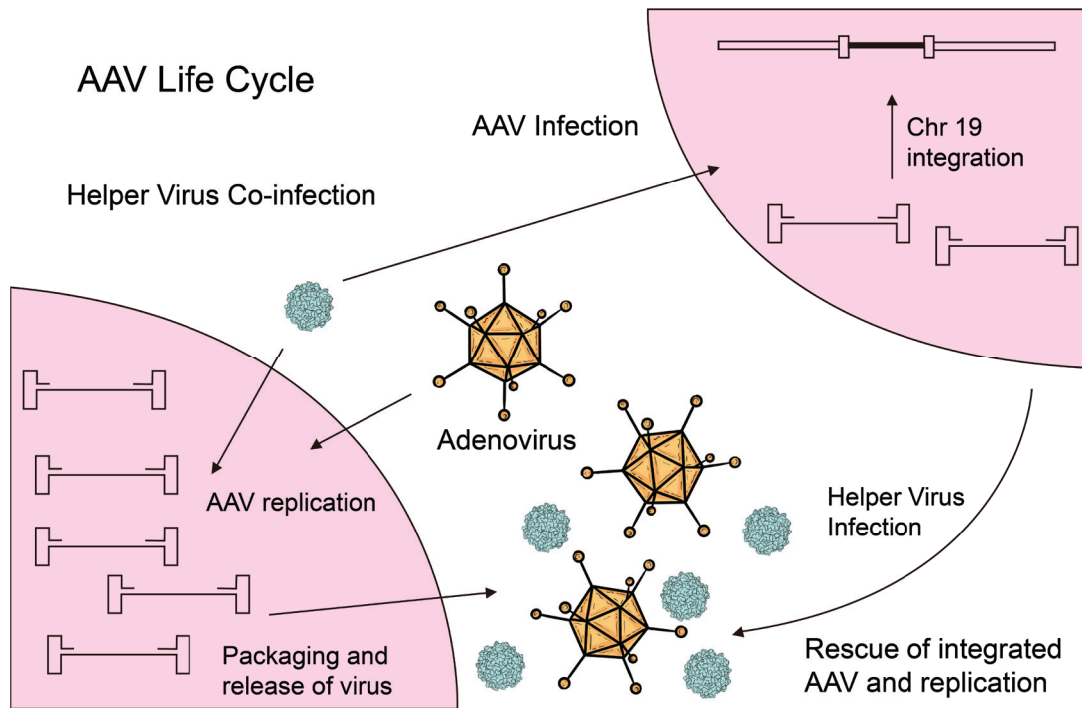 AAV Life Cycle
AAV Infection
Chr 19
integration
Helper Virus Co-infection
Adenovirus
AAV replication
Helper Virus
Infection
Packaging and
release of virus
Rescue of integrated
AAV and replication